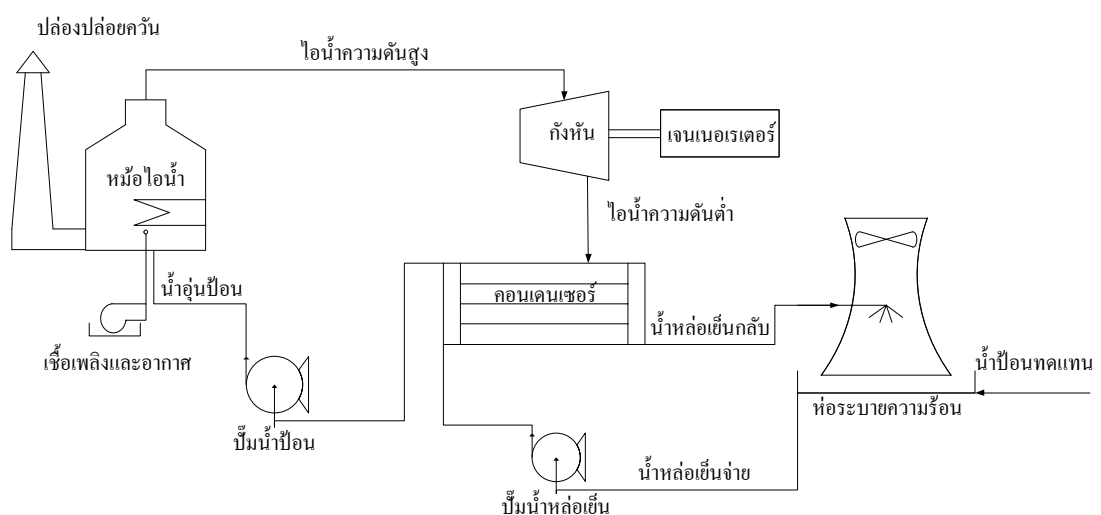 ปล่องปล่อยควัน
ไอน้ำความดันสูง
กังหัน
เจนเนอเรเตอร์
หม้อไอน้ำ
ไอน้ำความดันต่ำ
น้ำอุ่นป้อน
คอนเดนเซอร์
น้ำหล่อเย็นกลับ
เชื้อเพลิงและอากาศ
น้ำป้อนทดแทน
ห่อระบายความร้อน
ปั๊มน้ำป้อน
น้ำหล่อเย็นจ่าย
ปั๊มน้ำหล่อเย็น